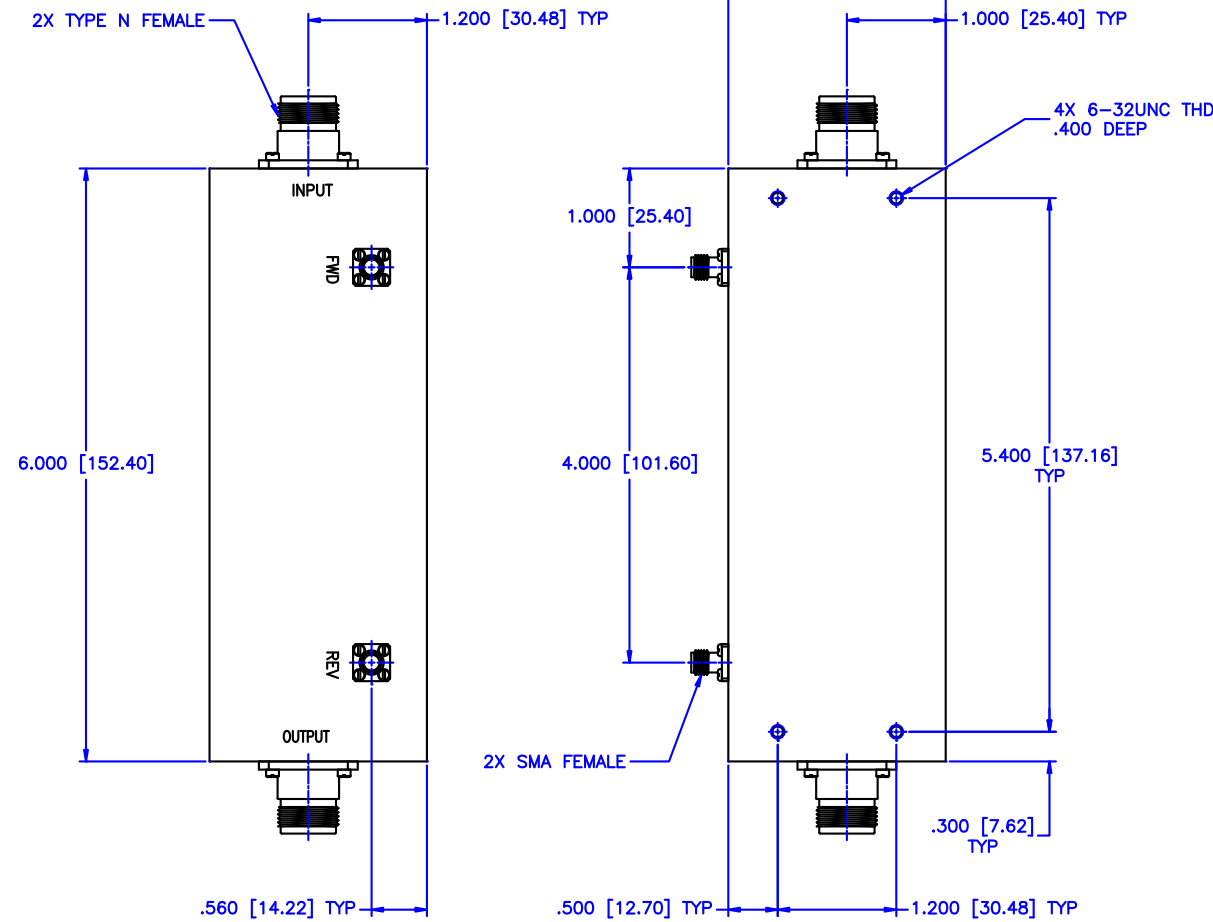 2X TYPE N FEMALE
1.200 [30.48] TYP
1.000 [25.40] TYP
4X 6-32UNC THD
.400 DEEP
INPUT
1.000 [25.40]
FWD
6.000 [152.40]
4.000 [101.60]
5.400 [137.16]
TYP
REV
OUTPUT
2X SMA FEMALE
.300 [7.62]
TYP
.560 [14.22] TYP
.500 [12.70] TYP
1.200 [30.48] TYP